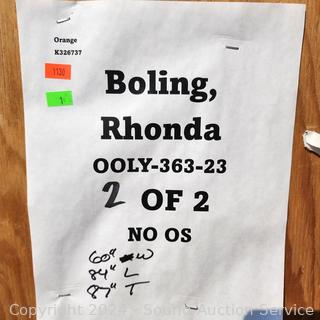 Orange
K326737
1130
1
Boling,
Rhonda
OOLY-363-23
2 OF 2
NO OS
60" W
84" L
87" T
Copyright 2024 Sound Auction Service